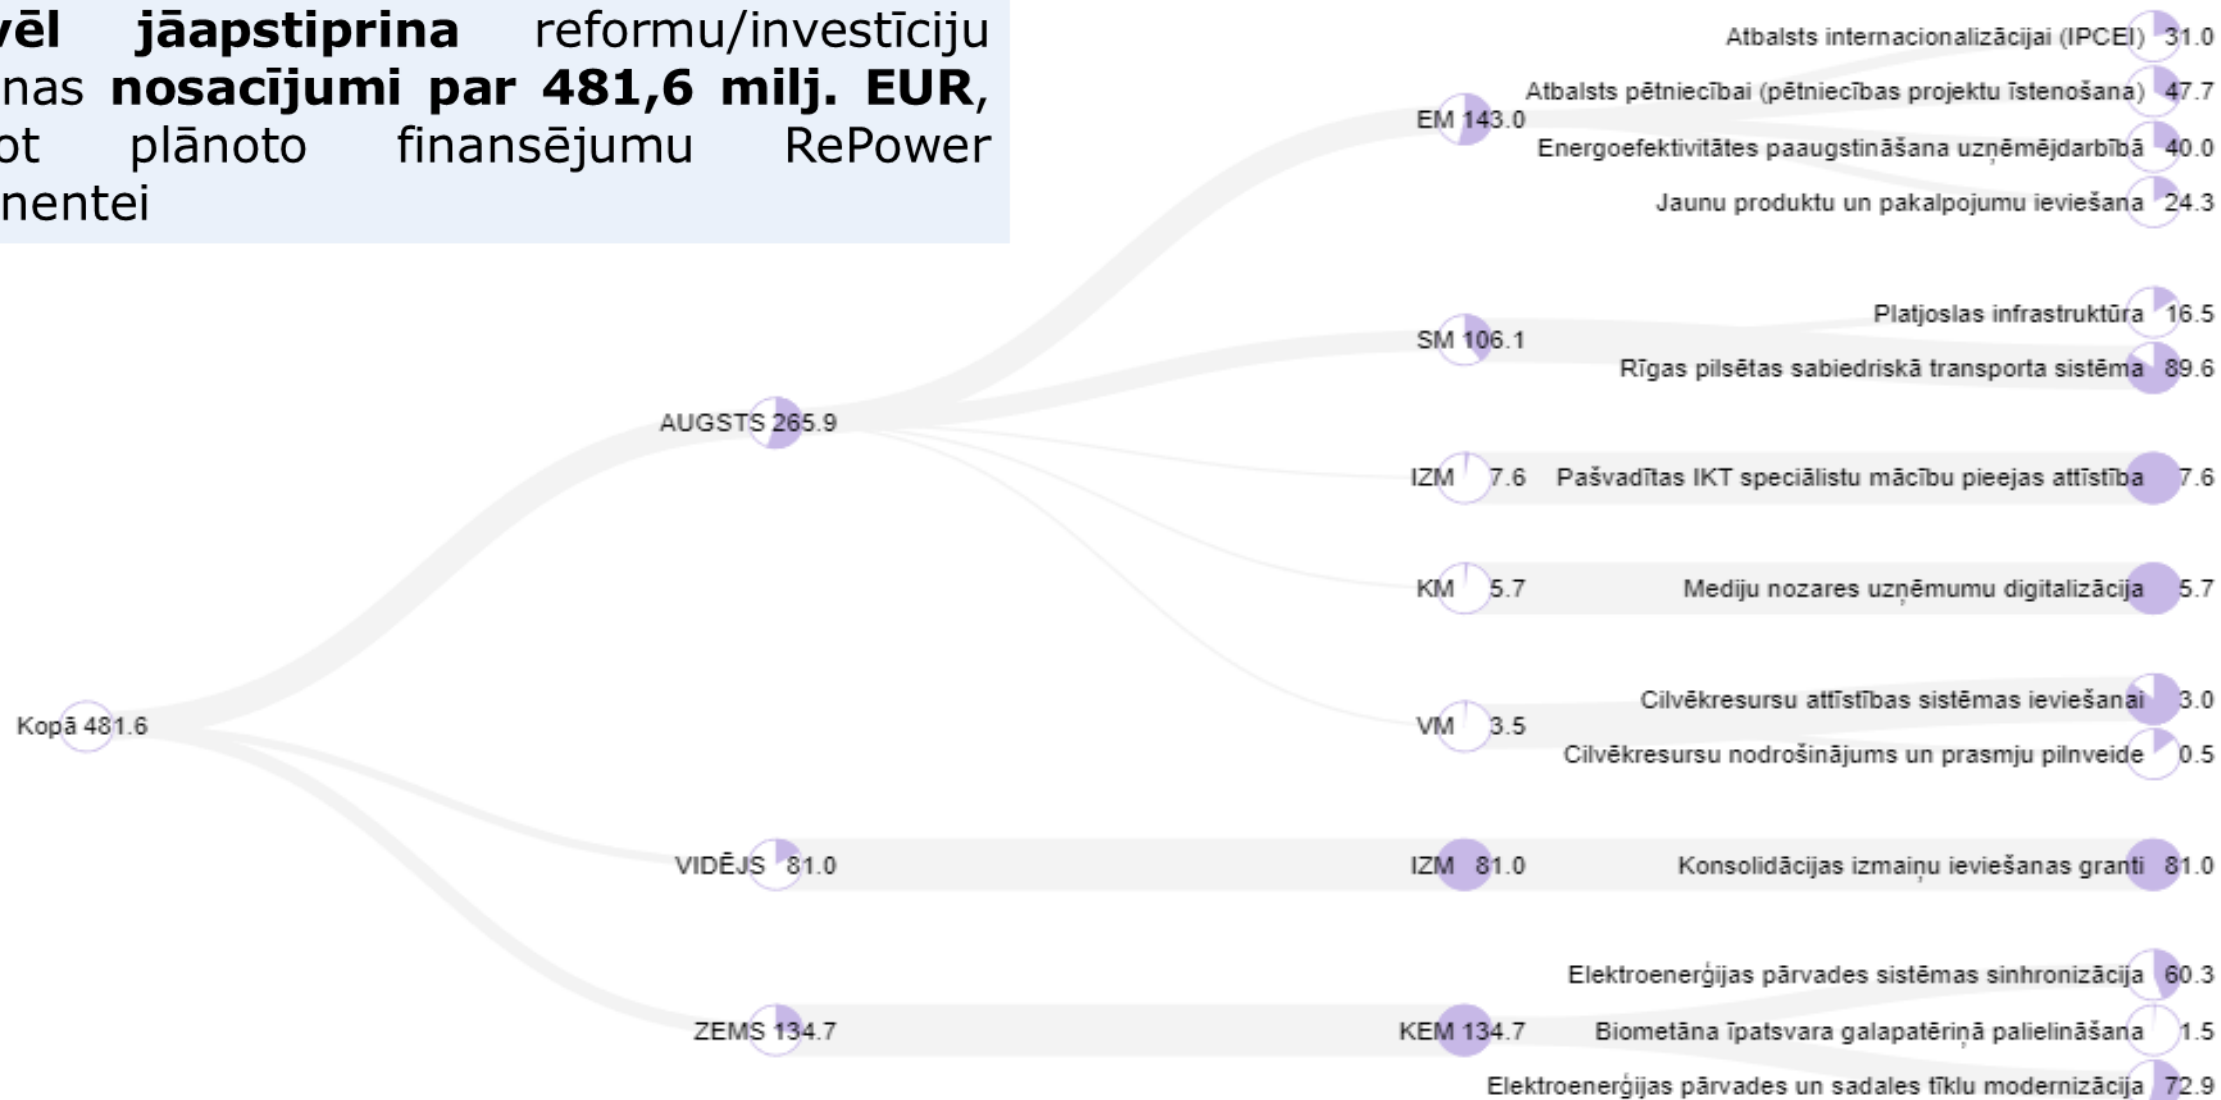 vēl jāapstiprina reformu/investīciju
nas nosacījumi par 481,6 milj. EUR,
ot plānoto finansējumu RePower
nentei
Atbalsts internacionalizācijai (IPCEI) 31.0
Atbalsts pētniecībai (pētniecības projektu īstenošana) 47.7
EM 143.0
Energoefektivitātes paaugstināšana uzņēmējdarbībā 40.0
Jaunu produktu un pakalpojumu ieviešana 24.3
Platjoslas infrastruktūra 16.5
SM 106.1
Rīgas pilsētas sabiedriskā transporta sistēma 89.6
AUGSTS 265.9
IZM 7.6 Pašvadītas IKT speciālistu mācību pieejas attīstība 7.6
KM 5.7 Mediju nozares uzņēmumu digitalizācija 5.7
Cilvēkresursu attīstības sistēmas ieviešanai 3.0
Kopā 481.6
VM 3.5
Cilvēkresursu nodrošinājums un prasmju pilnveide 0.5
VIDĒJS 81.0 IZM 81.0 Konsolidācijas izmaiņu ieviešanas granti 81.0
Elektroenerģijas pārvades sistēmas sinhronizācija 60.3
ZEMS 134.7 KEM 134.7 Biometāna īpatsvara galapatēriņā palielināšana 1.5
Elektroenerģijas pārvades un sadales tīklu modernizācija 72.9